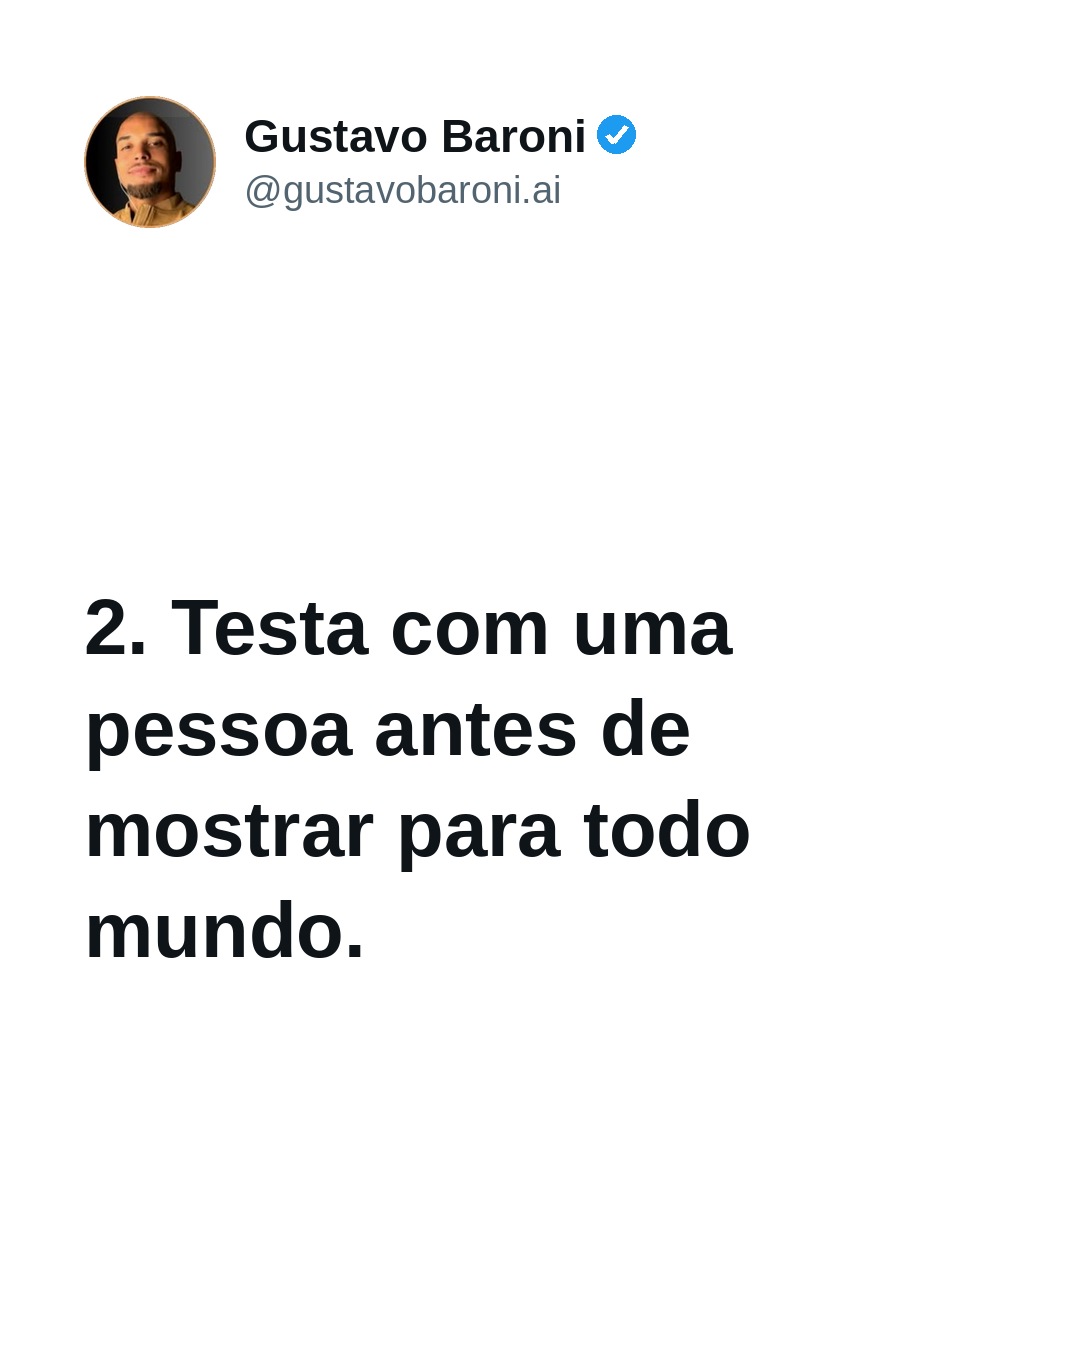 Gustavo Baroni
@gustavobaroni.ai
2. Testa com uma
pessoa antes de
mostrar para todo
mundo.